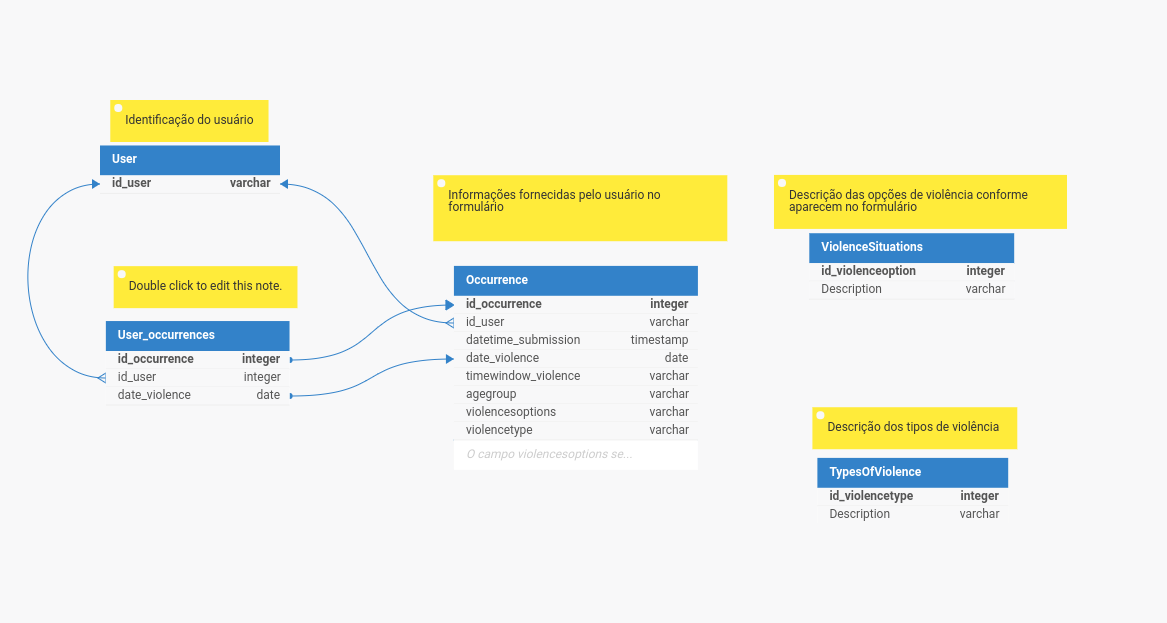 Identificação do usuário
User
id_user varchar
Double click to edit this note.
User_occurrences
id_occurrence integer
id_user integer
date_violence date
Informações fornecidas pelo usuário no
formulário
Occurrence
id_occurrence integer
id_user varchar
datetime_submission timestamp
date_violence date
timewindow_violence varchar
agegroup varchar
violencesoptions varchar
violencetype varchar
O campo violencesoptions se...
Descrição das opções de violência conforme
aparecem no formulário
ViolenceSituations
id_violenceoption integer
Description varchar
Descrição dos tipos de violência
TypesOfViolence
id_violencetype integer
Description varchar